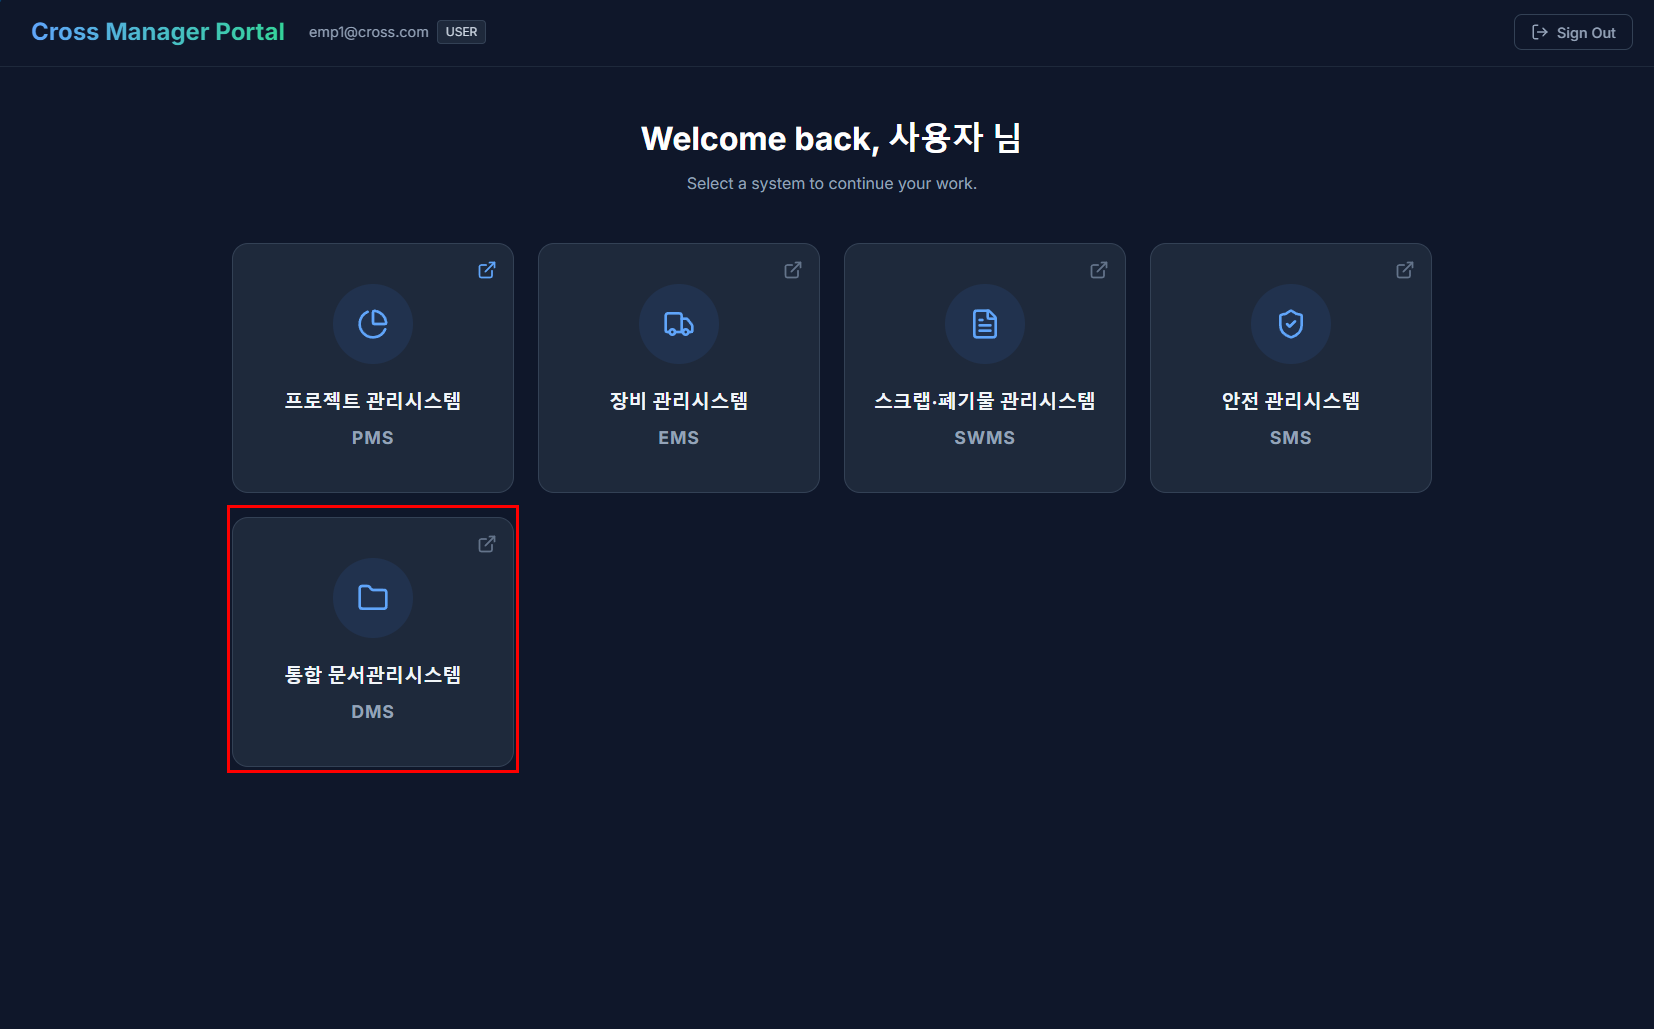 Cross Manager Portal emp1@cross.com USER Sign Out
Welcome back, 사용자 님
Select a system to continue your work.
프로젝트 관리시스템
PMS
장비 관리시스템
EMS
스크랩·폐기물 관리시스템
SWMS
안전 관리시스템
SMS
통합 문서관리시스템
DMS